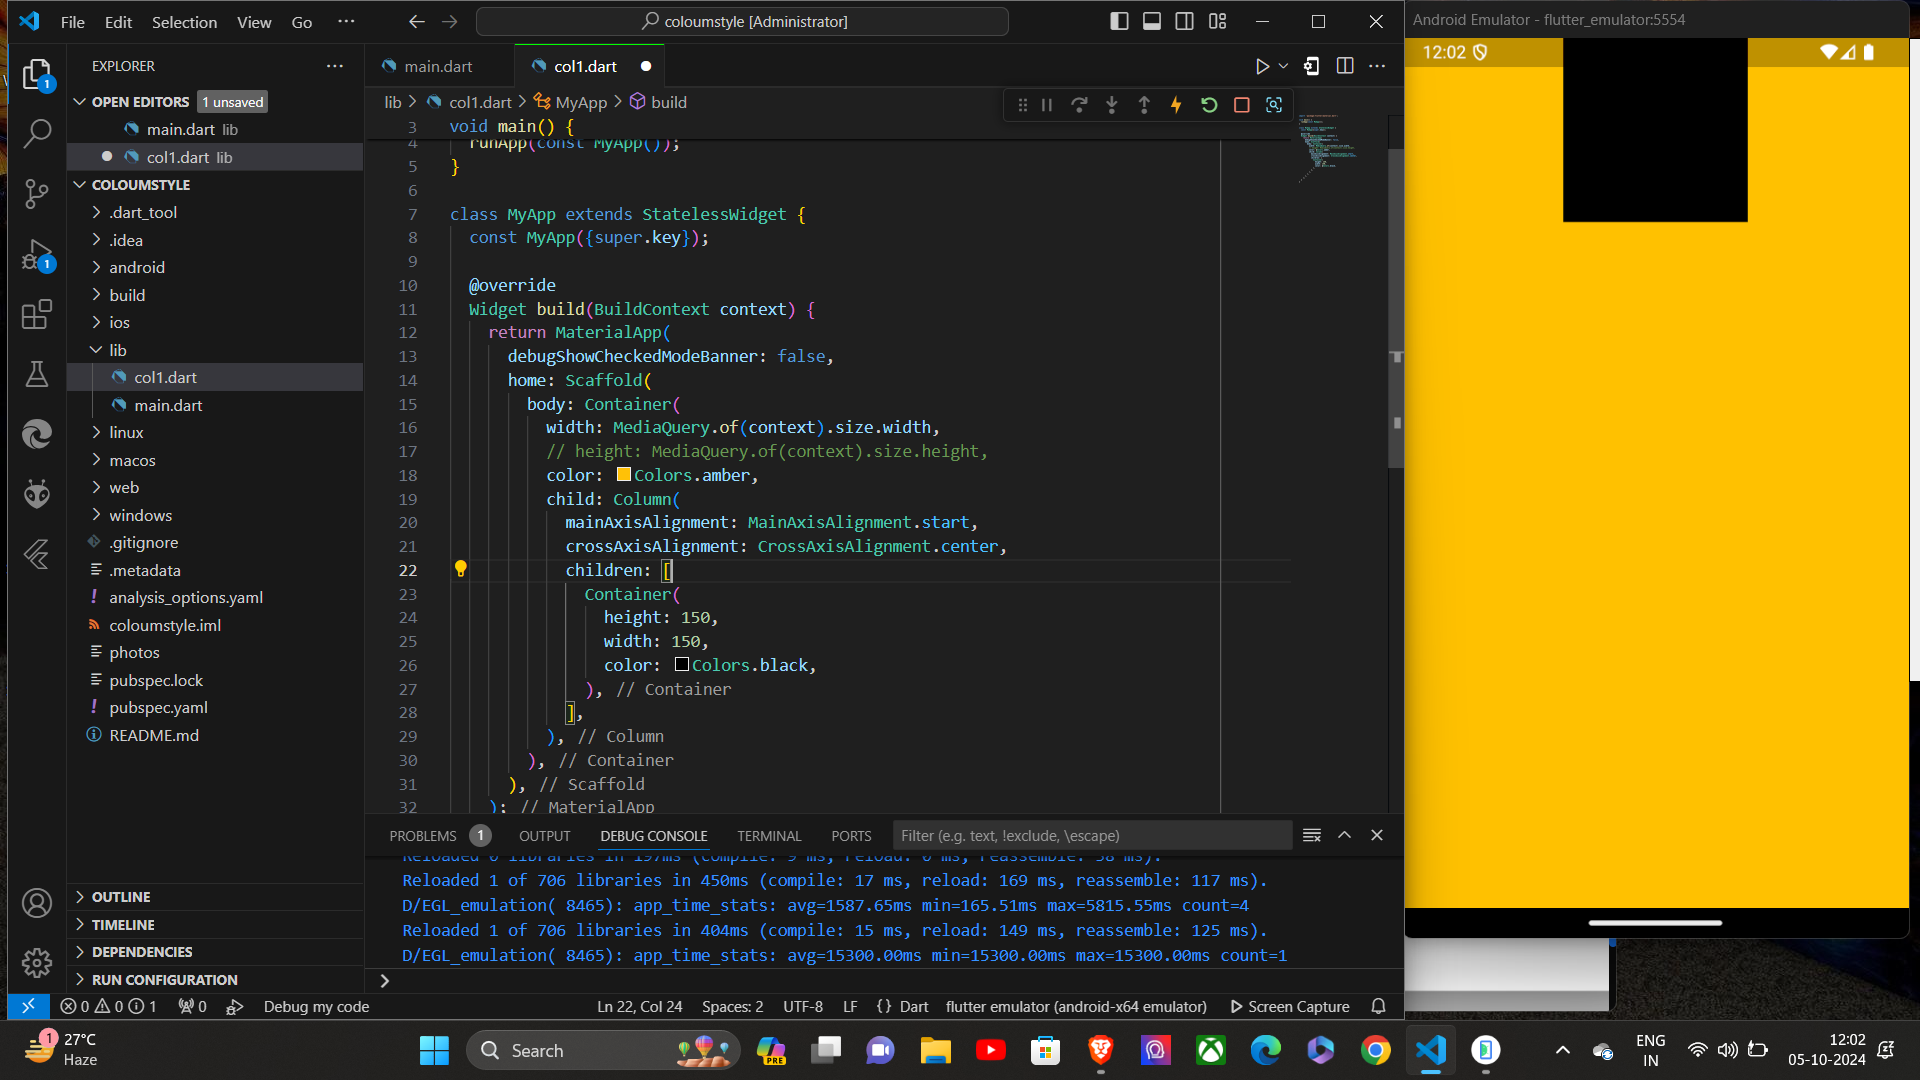 File Edit Selection View Go ···
coloumstyle [Administrator]
EXPLORER
OPEN EDITORS 1 unsaved
main.dart lib
col1.dart lib
COLOUMSTYLE
.dart_tool
.idea
android
build
ios
lib
col1.dart
main.dart
linux
macos
web
windows
.gitignore
.metadata
! analysis_options.yaml
coloumstyle.iml
photos
pubspec.lock
! pubspec.yaml
README.md
OUTLINE
TIMELINE
DEPENDENCIES
RUN CONFIGURATION
1
1
main.dart col1.dart
lib > col1.dart > MyApp > build
3 void main() {
4 runApp(const MyApp());
5 }
6
7 class MyApp extends StatelessWidget {
8 const MyApp({super.key});
9
10 @override
11 Widget build(BuildContext context) {
12 return MaterialApp(
13 debugShowCheckedModeBanner: false,
14 home: Scaffold(
15 body: Container(
16 width: MediaQuery.of(context).size.width,
17 // height: MediaQuery.of(context).size.height,
18 color: Colors.amber,
19 child: Column(
20 mainAxisAlignment: MainAxisAlignment.start,
21 crossAxisAlignment: CrossAxisAlignment.center,
22 children: [
23 Container(
24 height: 150,
25 width: 150,
26 color: Colors.black,
27 ), // Container
28 ],
29 ), // Column
30 ), // Container
31 ), // Scaffold
32 ); // MaterialApp
PROBLEMS 1 OUTPUT DEBUG CONSOLE TERMINAL PORTS Filter (e.g. text, !exclude, \escape)
Reloaded 0 libraries in 197ms (compile: 9 ms, reload: 0 ms, reassemble: 58 ms).
Reloaded 1 of 706 libraries in 450ms (compile: 17 ms, reload: 169 ms, reassemble: 117 ms).
D/EGL_emulation( 8465): app_time_stats: avg=1587.65ms min=165.51ms max=5815.55ms count=4
Reloaded 1 of 706 libraries in 404ms (compile: 15 ms, reload: 149 ms, reassemble: 125 ms).
D/EGL_emulation( 8465): app_time_stats: avg=15300.00ms min=15300.00ms max=15300.00ms count=1
>
0 0 1 0 Debug my code Ln 22, Col 24 Spaces: 2 UTF-8 LF {} Dart flutter emulator (android-x64 emulator) Screen Capture
Android Emulator - flutter_emulator:5554
12:02
1
27°C
Haze
Search
PRE
ENG
IN
12:02
05-10-2024